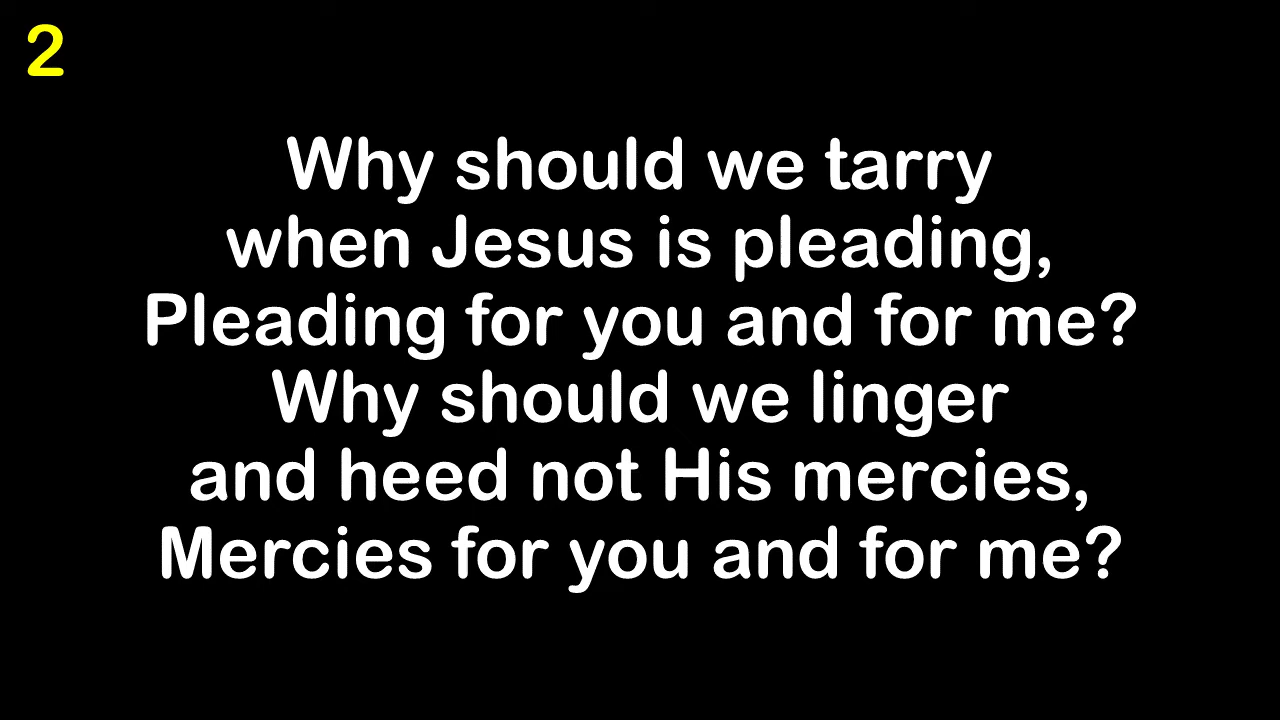 2
Why should we tarry
when Jesus is pleading,
Pleading for you and for me?
Why should we linger
and heed not His mercies,
Mercies for you and for me?